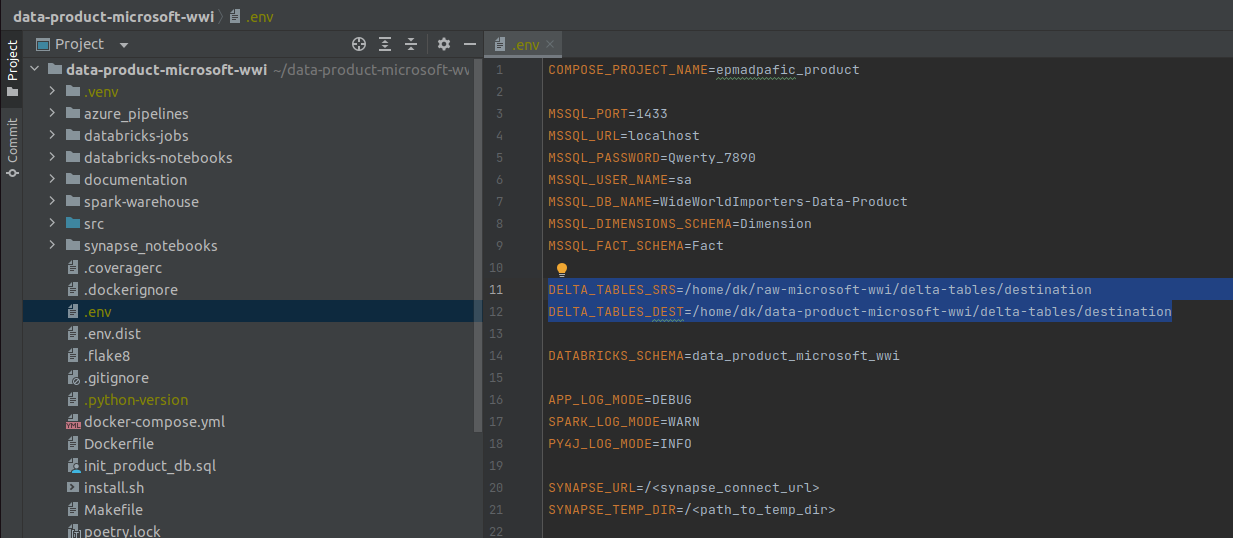 data-product-microsoft-wwi .env
Project
Commit
Project
data-product-microsoft-wwi ~/data-product-microsoft-w
.venv
azure_pipelines
databricks-jobs
databricks-notebooks
documentation
spark-warehouse
src
synapse_notebooks
.coveragerc
.dockerignore
.env
.env.dist
.flake8
.gitignore
.python-version
docker-compose.yml
Dockerfile
init_product_db.sql
install.sh
Makefile
poetry.lock
.env
1 COMPOSE_PROJECT_NAME=epmadpafic_product
2
3 MSSQL_PORT=1433
4 MSSQL_URL=localhost
5 MSSQL_PASSWORD=Qwerty_7890
6 MSSQL_USER_NAME=sa
7 MSSQL_DB_NAME=WideWorldImporters-Data-Product
8 MSSQL_DIMENSIONS_SCHEMA=Dimension
9 MSSQL_FACT_SCHEMA=Fact
10
11 DELTA_TABLES_SRS=/home/dk/raw-microsoft-wwi/delta-tables/destination
12 DELTA_TABLES_DEST=/home/dk/data-product-microsoft-wwi/delta-tables/destination
13
14 DATABRICKS_SCHEMA=data_product_microsoft_wwi
15
16 APP_LOG_MODE=DEBUG
17 SPARK_LOG_MODE=WARN
18 PY4J_LOG_MODE=INFO
19
20 SYNAPSE_URL=/<synapse_connect_url>
21 SYNAPSE_TEMP_DIR=/<path_to_temp_dir>
22